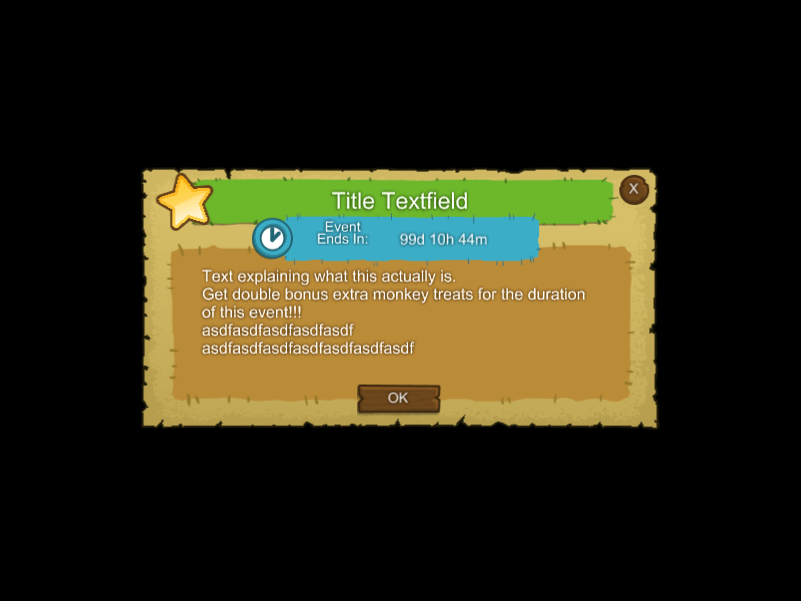 Title Textfield
X
Event
Ends In:
99d 10h 44m
Text explaining what this actually is.
Get double bonus extra monkey treats for the duration
of this event!!!
asdfasdfasdfasdfasdf
asdfasdfasdfasdfasdfasdfasdf
OK